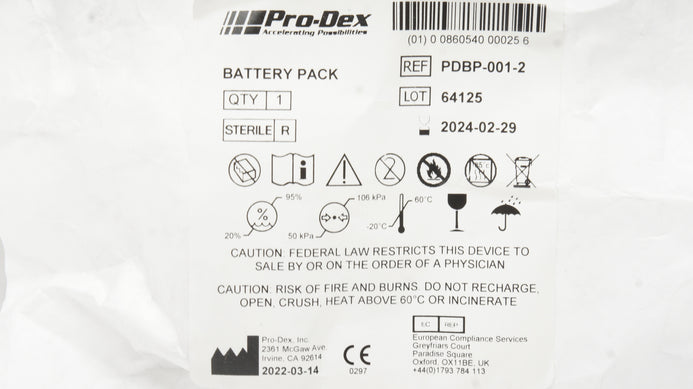 Pro-Dex
Accelerating Possibilities
(01) 0 0860540 00025 6
BATTERY PACK
REF PDBP-001-2
QTY 1
LOT 64125
STERILE R
2024-02-29
2
95%
20%
106 kPa
50 kPa
60°C
-20°C
CAUTION: FEDERAL LAW RESTRICTS THIS DEVICE TO
SALE BY OR ON THE ORDER OF A PHYSICIAN
CAUTION: RISK OF FIRE AND BURNS. DO NOT RECHARGE,
OPEN, CRUSH, HEAT ABOVE 60°C OR INCINERATE
Pro-Dex, Inc.
2361 McGaw Ave.
Irvine, CA 92614
2022-03-14
CE
0297
EC REP
European Compliance Services
Greyfriars Court
Paradise Square
Oxford, OX11BE, UK
+44(0)1793 784 113